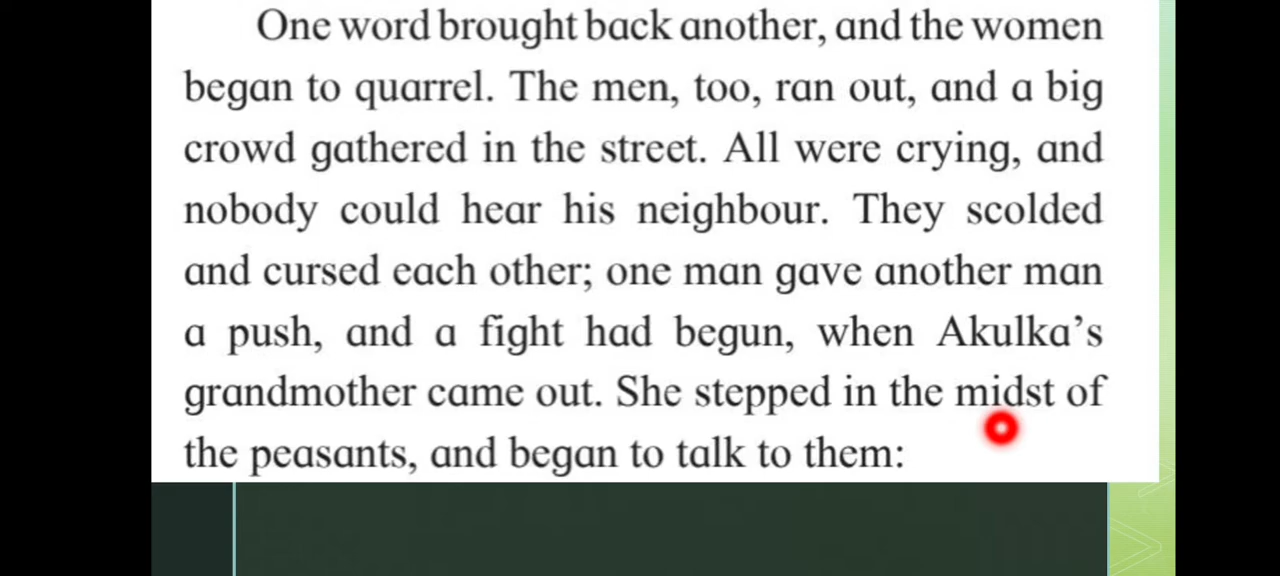 One word brought back another, and the women
began to quarrel. The men, too, ran out, and a big
crowd gathered in the street. All were crying, and
nobody could hear his neighbour. They scolded
and cursed each other; one man gave another man
a push, and a fight had begun, when Akulka’s
grandmother came out. She stepped in the midst of
the peasants, and began to talk to them: